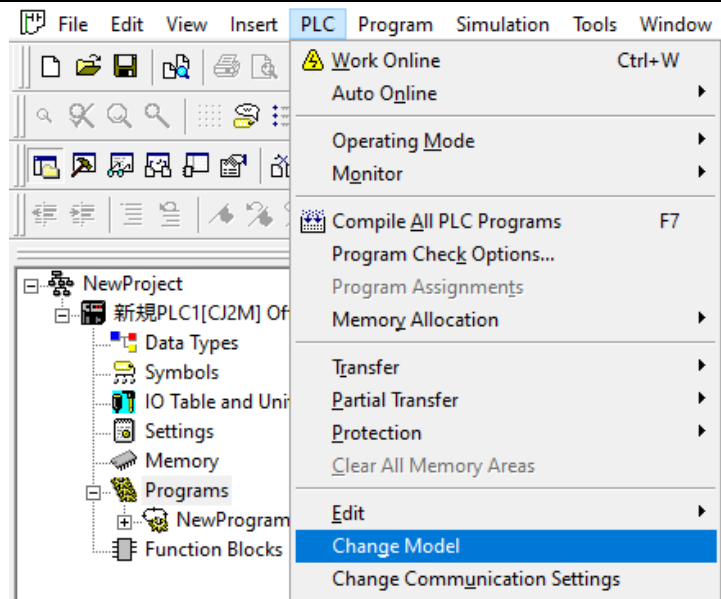 File Edit View Insert PLC Program Simulation Tools Window
Work Online Ctrl+W
Auto Online
Operating Mode
Monitor
Compile All PLC Programs F7
Program Check Options...
Program Assignments
Memory Allocation
Transfer
Partial Transfer
Protection
Clear All Memory Areas
Edit
Change Model
Change Communication Settings
NewProject
新規PLC1[CJ2M] Of
Data Types
Symbols
IO Table and Uni
Settings
Memory
Programs
NewProgram
Function Blocks